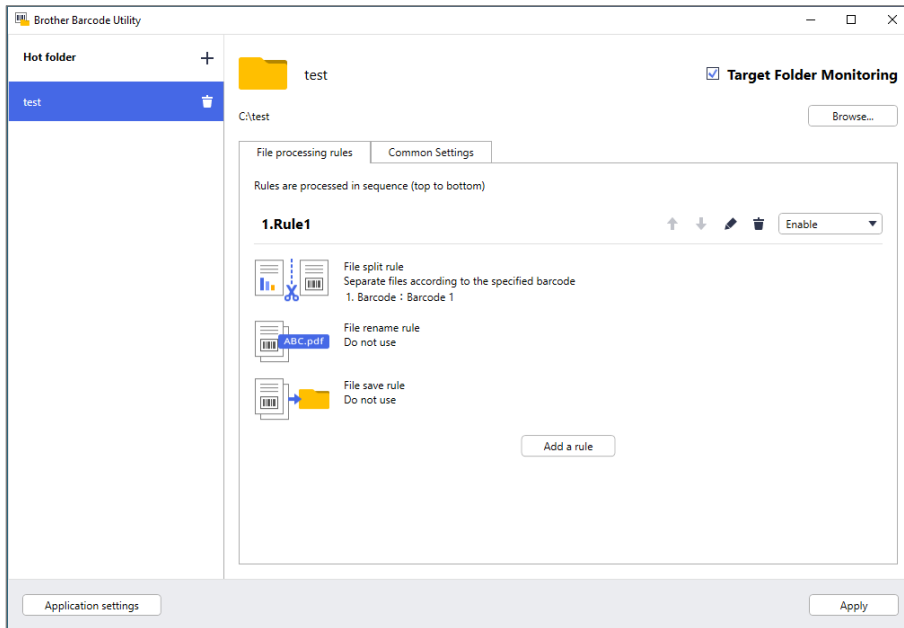 Brother Barcode Utility
Hot folder
test
test
Target Folder Monitoring
C:\test
Browse...
File processing rules
Common Settings
Rules are processed in sequence (top to bottom)
1.Rule1
Enable
File split rule
Separate files according to the specified barcode
1. Barcode : Barcode 1
ABC.pdf
File rename rule
Do not use
File save rule
Do not use
Add a rule
Application settings
Apply